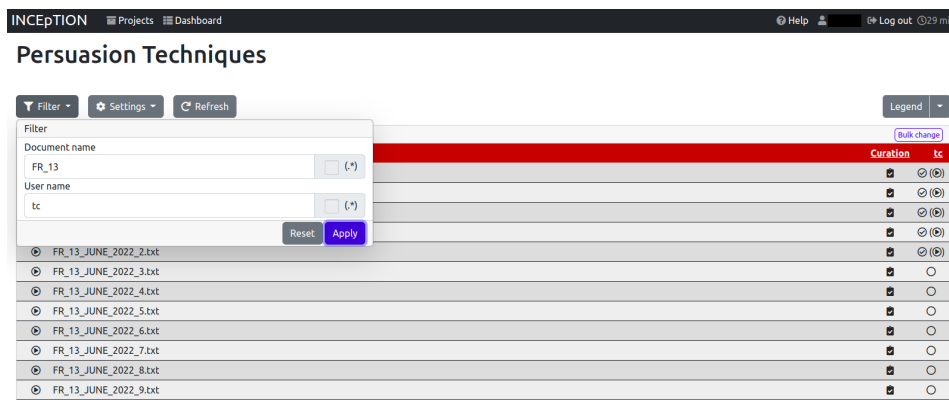 INCEpTION Projects Dashboard Help Log out 29 mi
Persuasion Techniques
Filter Settings Refresh Legend
Filter Bulk change
Document name Curation tc
FR_13 (.*)
User name
tc (.*)
Reset Apply
FR_13_JUNE_2022_2.txt
FR_13_JUNE_2022_3.txt
FR_13_JUNE_2022_4.txt
FR_13_JUNE_2022_5.txt
FR_13_JUNE_2022_6.txt
FR_13_JUNE_2022_7.txt
FR_13_JUNE_2022_8.txt
FR_13_JUNE_2022_9.txt